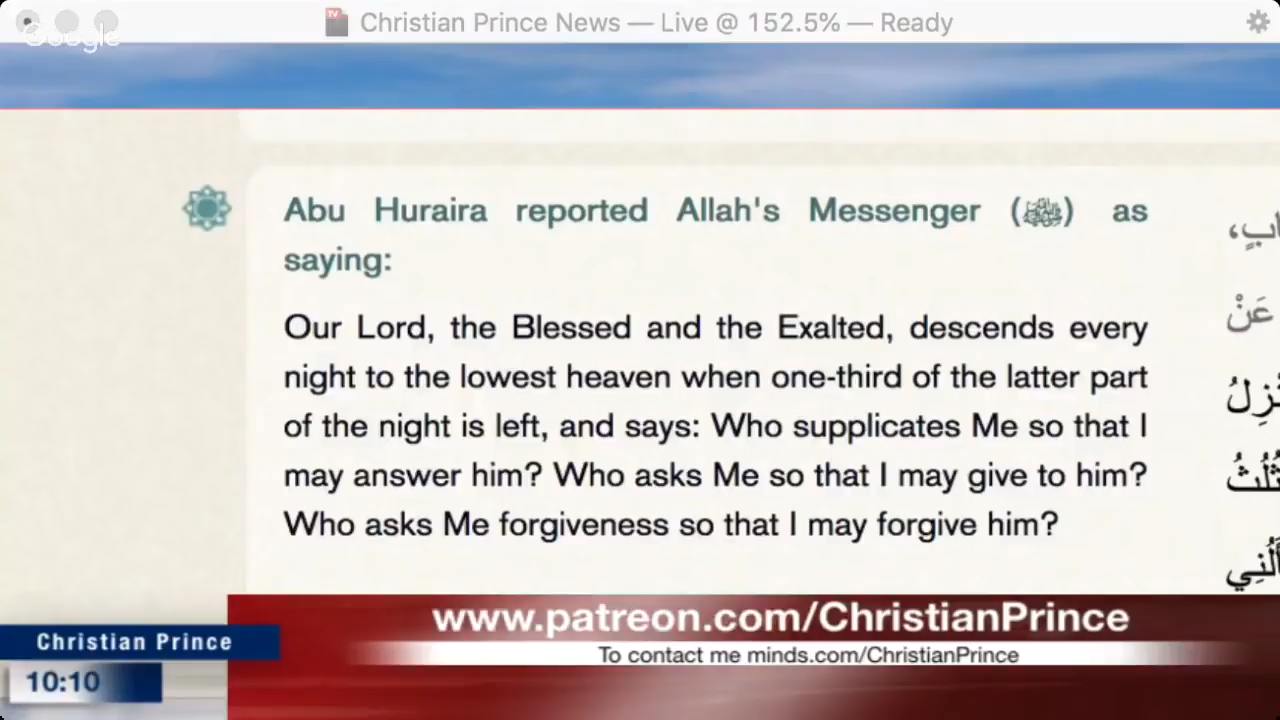 Christian Prince News — Live @ 152.5% — Ready
Google
Abu Huraira reported Allah's Messenger (ﷺ) as
saying:
Our Lord, the Blessed and the Exalted, descends every
night to the lowest heaven when one-third of the latter part
of the night is left, and says: Who supplicates Me so that I
may answer him? Who asks Me so that I may give to him?
Who asks Me forgiveness so that I may forgive him?
عَنْ
www.patreon.com/ChristianPrince
To contact me minds.com/ChristianPrince
Christian Prince
10:10